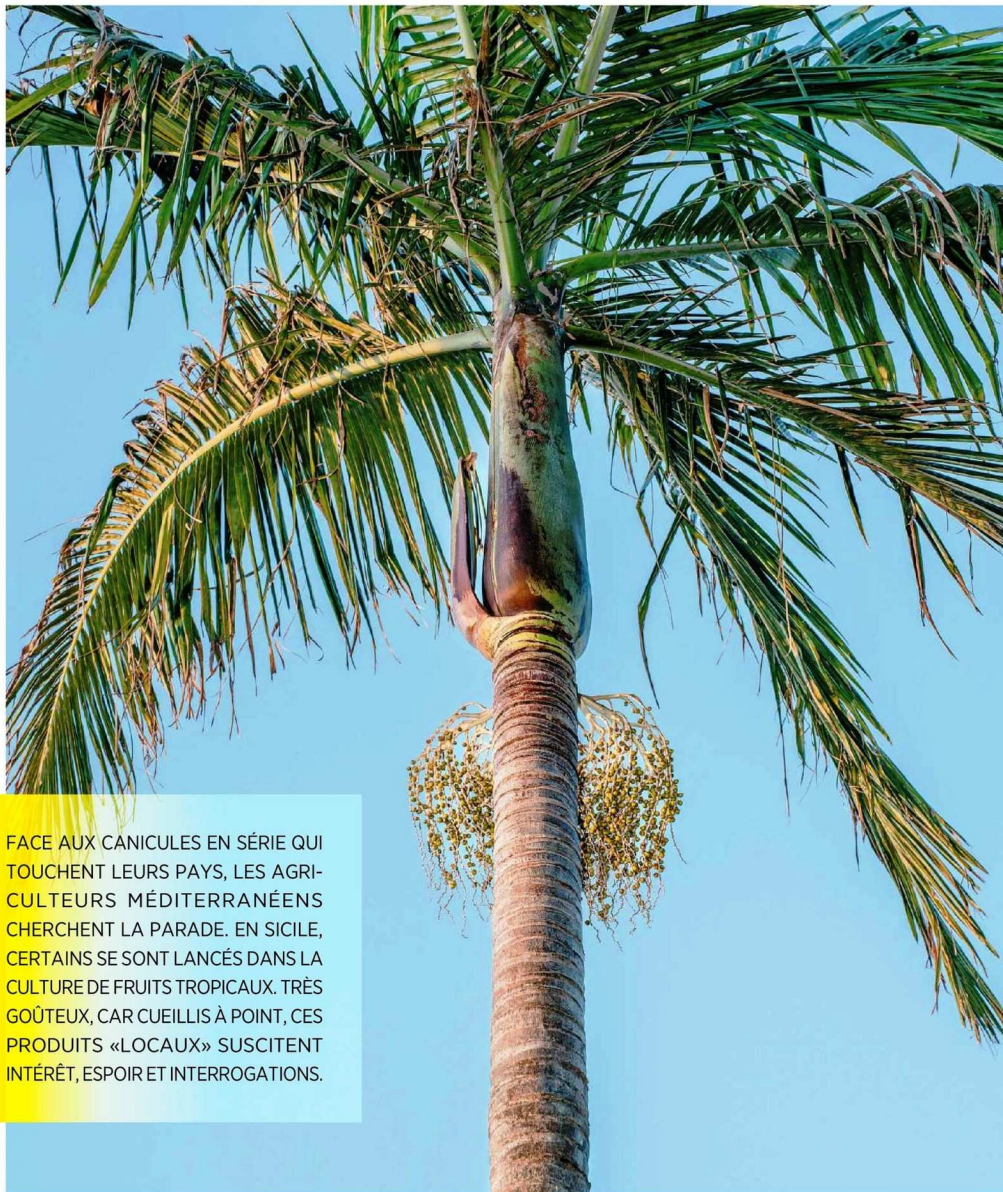 FACE AUX CANICULES EN SÉRIE QUI
TOUCHENT LEURS PAYS, LES AGRI-
CULTEURS MÉDITERRANÉENS
CHERCHENT LA PARADE. EN SICILE,
CERTAINS SE SONT LANCÉS DANS LA
CULTURE DE FRUITS TROPICAUX. TRÈS
GOÛTEUX, CAR CUEILLIS À POINT, CES
PRODUITS «LOCAUX» SUSCITENT
INTÉRÊT, ESPOIR ET INTERROGATIONS.